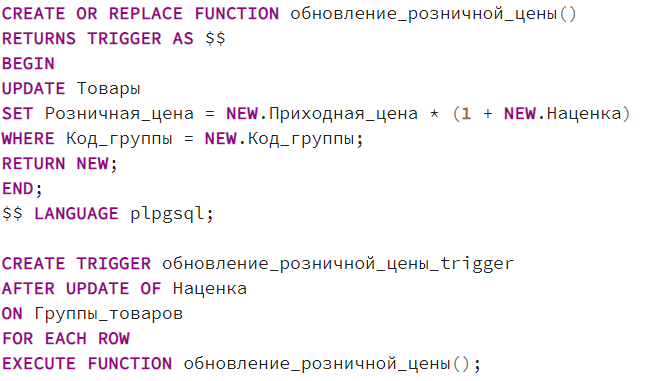 CREATE OR REPLACE FUNCTION обновление_розничной_цены()
RETURNS TRIGGER AS $$
BEGIN
UPDATE Товары
SET Розничная_цена = NEW.Приходная_цена * (1 + NEW.Наценка)
WHERE Код_группы = NEW.Код_группы;
RETURN NEW;
END;
$$ LANGUAGE plpgsql;
CREATE TRIGGER обновление_розничной_цены_trigger
AFTER UPDATE OF Наценка
ON Группы_товаров
FOR EACH ROW
EXECUTE FUNCTION обновление_розничной_цены();